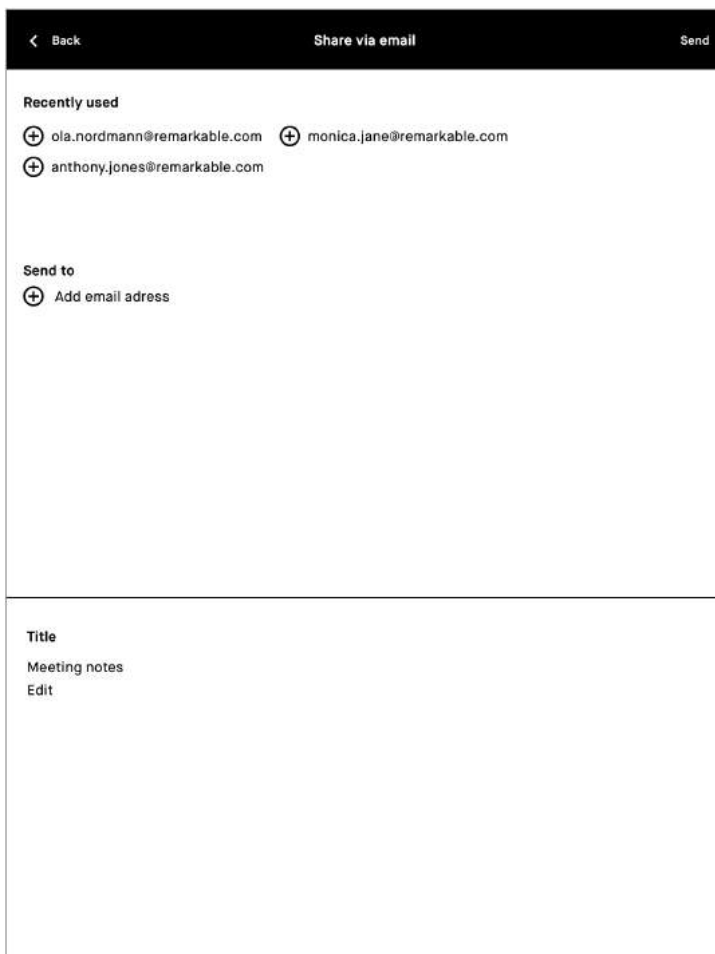 Back Share via email Send
Recently used
ola.nordmann@remarkable.com monica.jane@remarkable.com
anthony.jones@remarkable.com
Send to
Add email adress
Title
Meeting notes
Edit